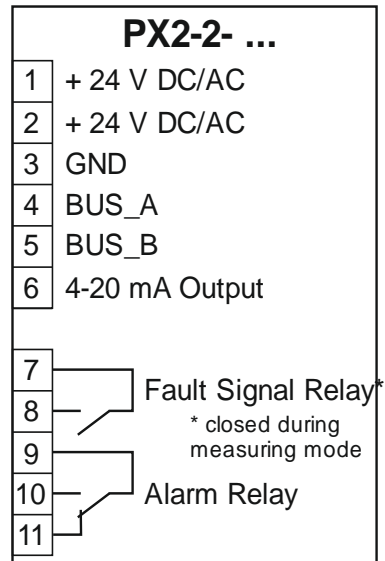 PX2-2- ...
1 + 24 V DC/AC
2 + 24 V DC/AC
3 GND
4 BUS_A
5 BUS_B
6 4-20 mA Output
7
Fault Signal Relay*
8
* closed during
measuring mode
9
10 Alarm Relay
11